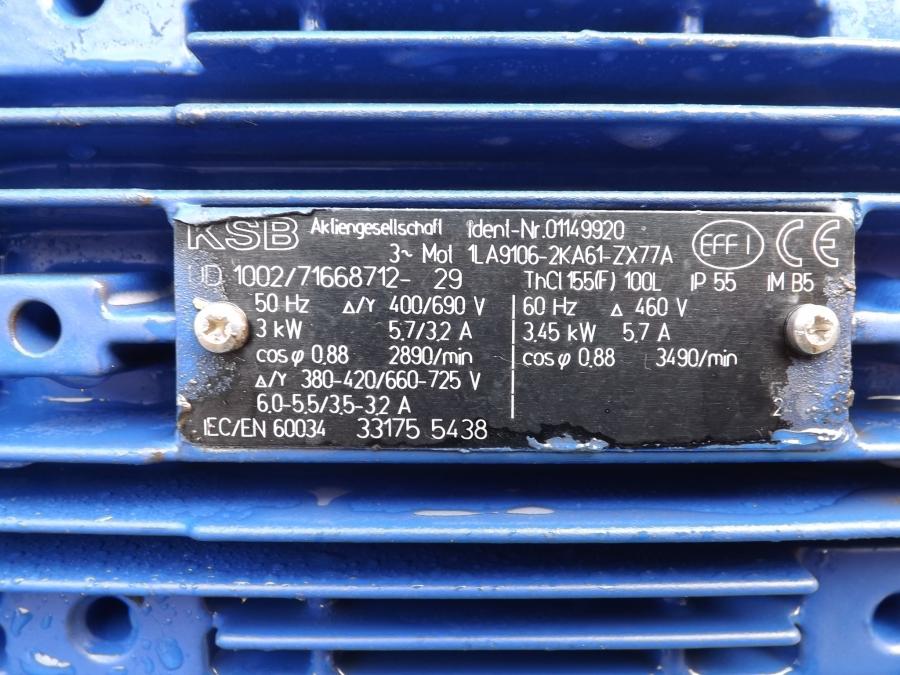 KSB Aktiengesellschaft Ident-Nr.01149920
3~ Mot 1LA9106-2KA61-ZX77A
EFF 1 CE
UD 1002/71668712- 29 ThCl 155(F) 100L IP 55 IM B5
50 Hz Δ/Y 400/690 V 60 Hz Δ 460 V
3 kW 5,7/3,2 A 3.45 kW 5,7 A
cos φ 0.88 2890/min cos φ 0.88 3490/min
Δ/Y 380-420/660-725 V
6,0-5,5/3,5-3,2 A
IEC/EN 60034 33175 5438